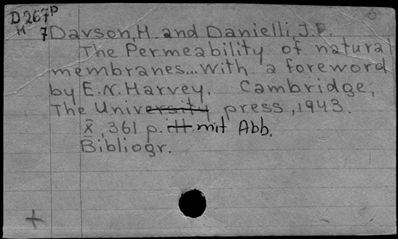 D267P
H 7 Davson, H. and Danielli, J.P.
The Permeability of natural
membranes...With a foreword
by E.N. Harvey. Cambridge,
The University press, 1943.
X, 361 p. ill mit Abb.
Bibliogr.